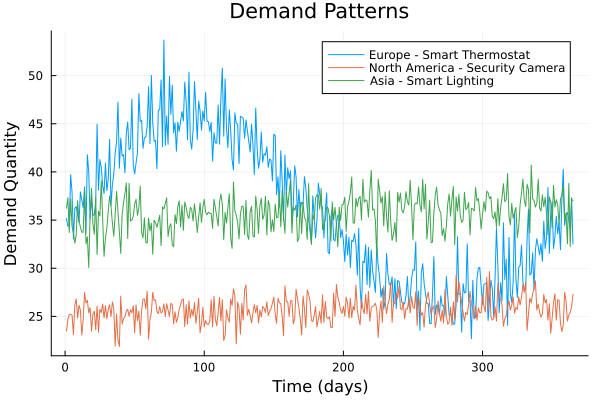 Demand Patterns
Europe - Smart Thermostat
North America - Security Camera
Asia - Smart Lighting
Demand Quantity
50
45
40
35
30
25
0
100
200
300
Time (days)